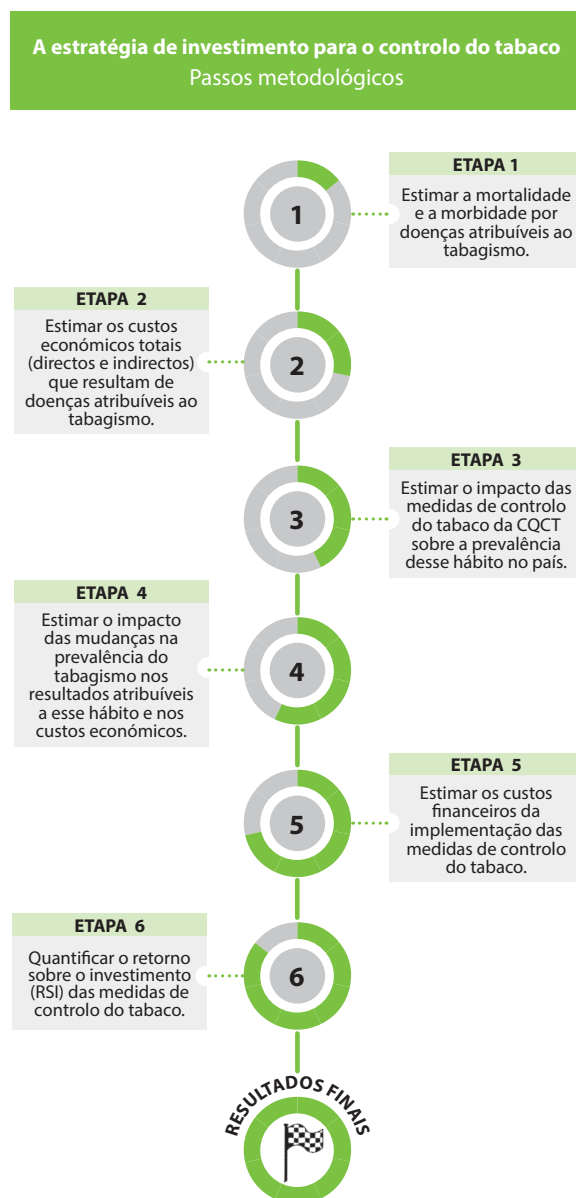 A estratégia de investimento para o controlo do tabaco
Passos metodológicos
1
ETAPA 1
Estimar a mortalidade
e a morbidade por
doenças atribuíveis ao
tabagismo.
ETAPA 2
Estimar os custos
económicos totais
(directos e indirectos)
que resultam de
doenças atribuíveis ao
tabagismo.
2
3
ETAPA 3
Estimar o impacto das
medidas de controlo
do tabaco da CQCT
sobre a prevalência
desse hábito no país.
ETAPA 4
Estimar o impacto
das mudanças na
prevalência do
tabagismo nos
resultados atribuíveis
a esse hábito e nos
custos económicos.
4
5
ETAPA 5
Estimar os custos
financeiros da
implementação das
medidas de controlo
do tabaco.
ETAPA 6
Quantificar o retorno
sobre o investimento
(RSI) das medidas de
controlo do tabaco.
6
RESULTADOS FINAIS